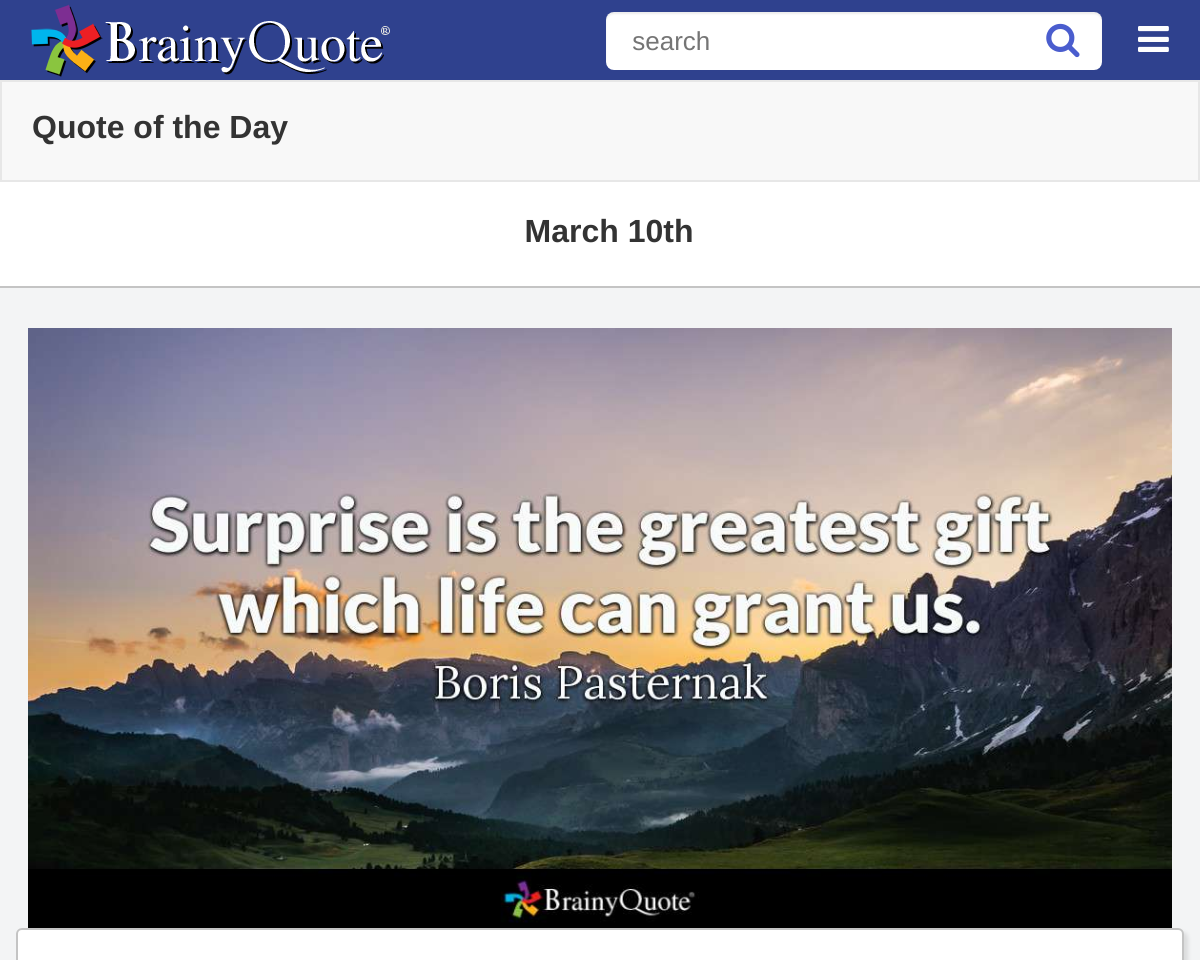 BrainyQuote®
search
Quote of the Day
March 10th
Surprise is the greatest gift
which life can grant us.
Boris Pasternak
BrainyQuote®